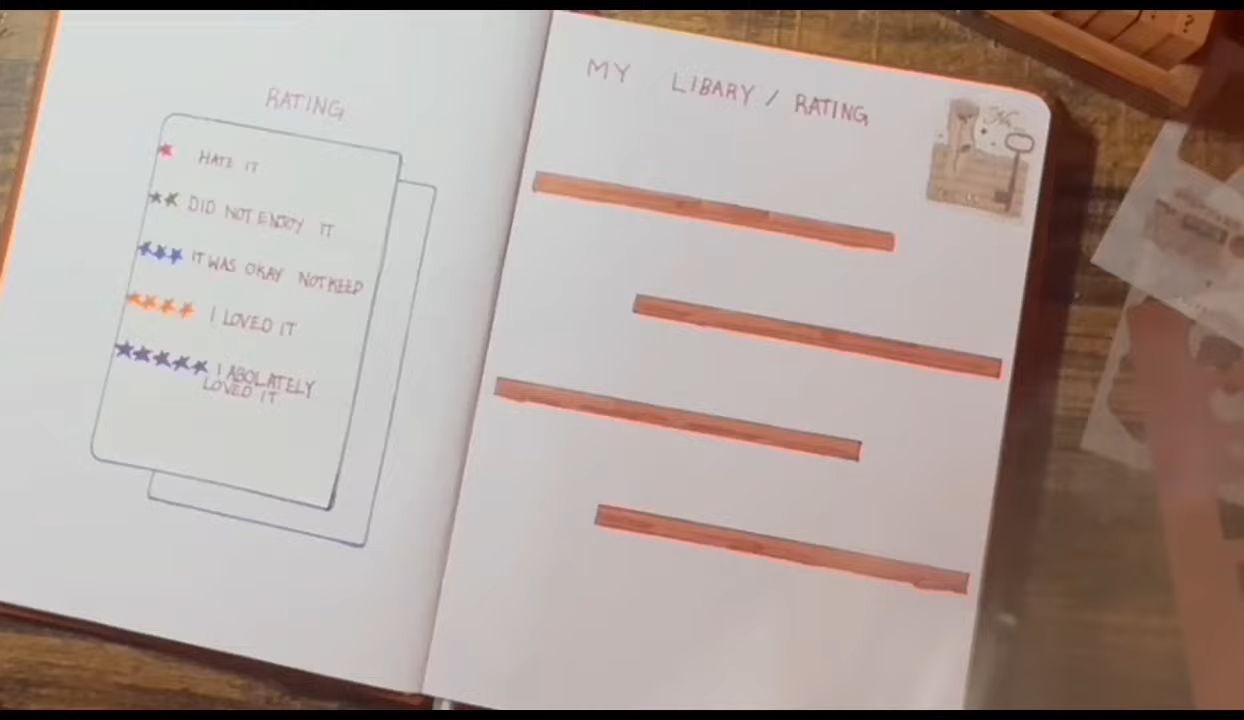 RATING
HATE IT
DID NOT ENJOY IT
IT WAS OKAY NOT KEEP
I LOVED IT
I ABOLATELY
LOVED IT
MY LIBARY / RATING